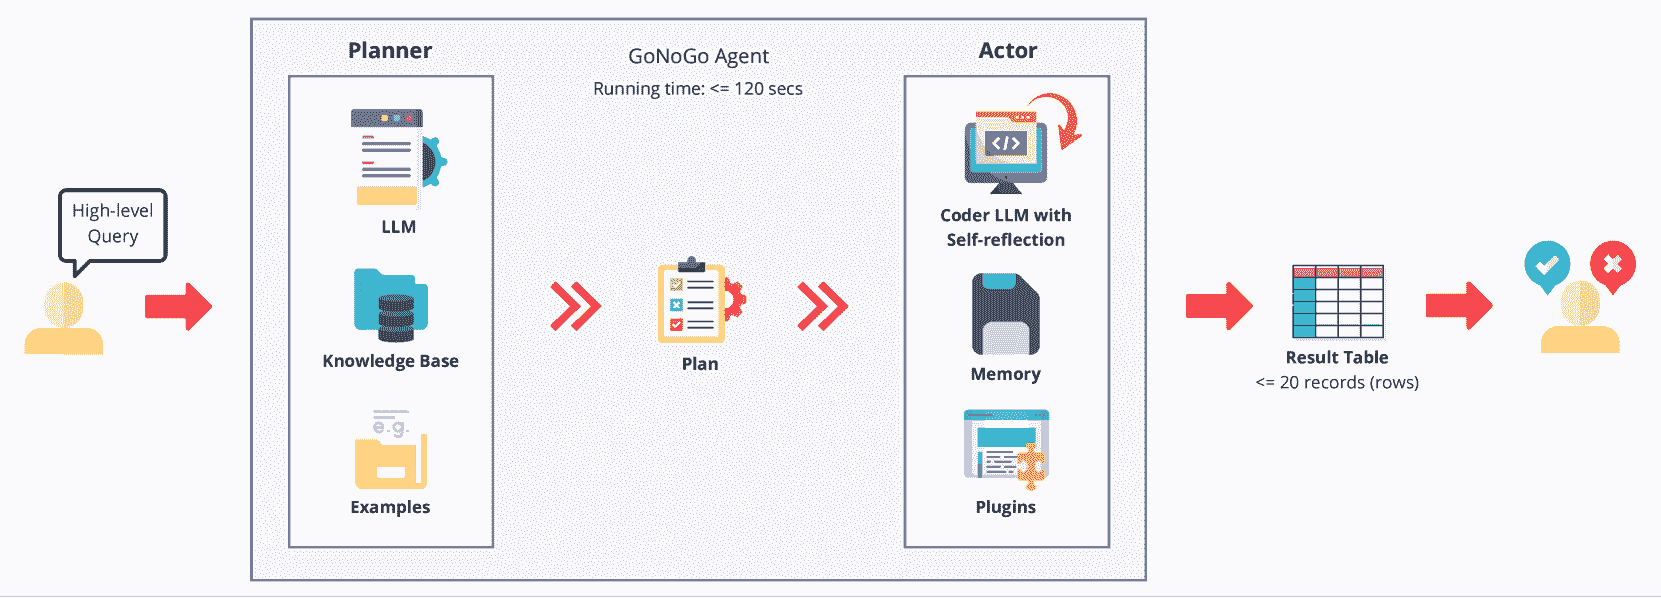 High-level
Query
Planner
LLM
Knowledge Base
e.g.
Examples
GoNoGo Agent
Running time: <= 120 secs
Plan
Actor
</>
Coder LLM with
Self-reflection
Memory
Plugins
Result Table
<= 20 records (rows)